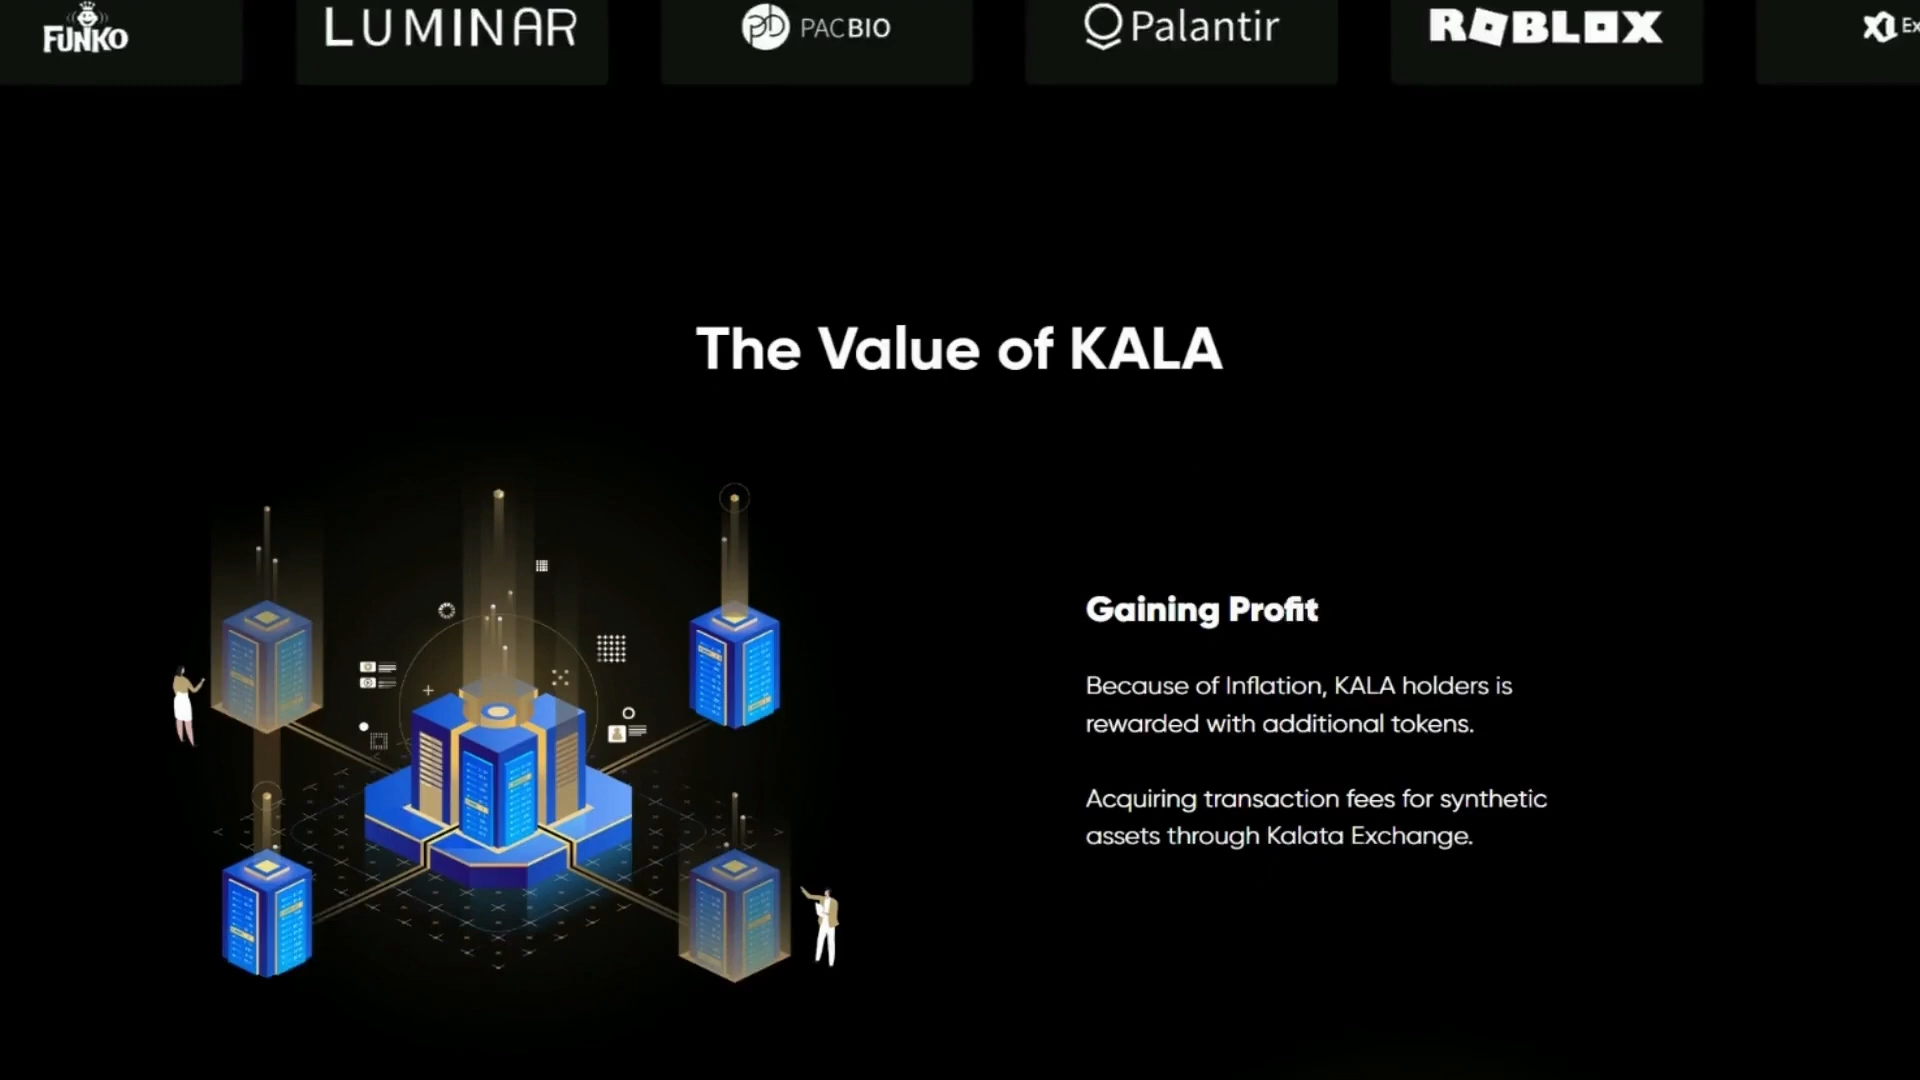 FUNKO
LUMINAR
PACBIO
Palantir
ROBLOX
Ex
The Value of KALA
Gaining Profit
Because of Inflation, KALA holders is
rewarded with additional tokens.
Acquiring transaction fees for synthetic
assets through Kalata Exchange.